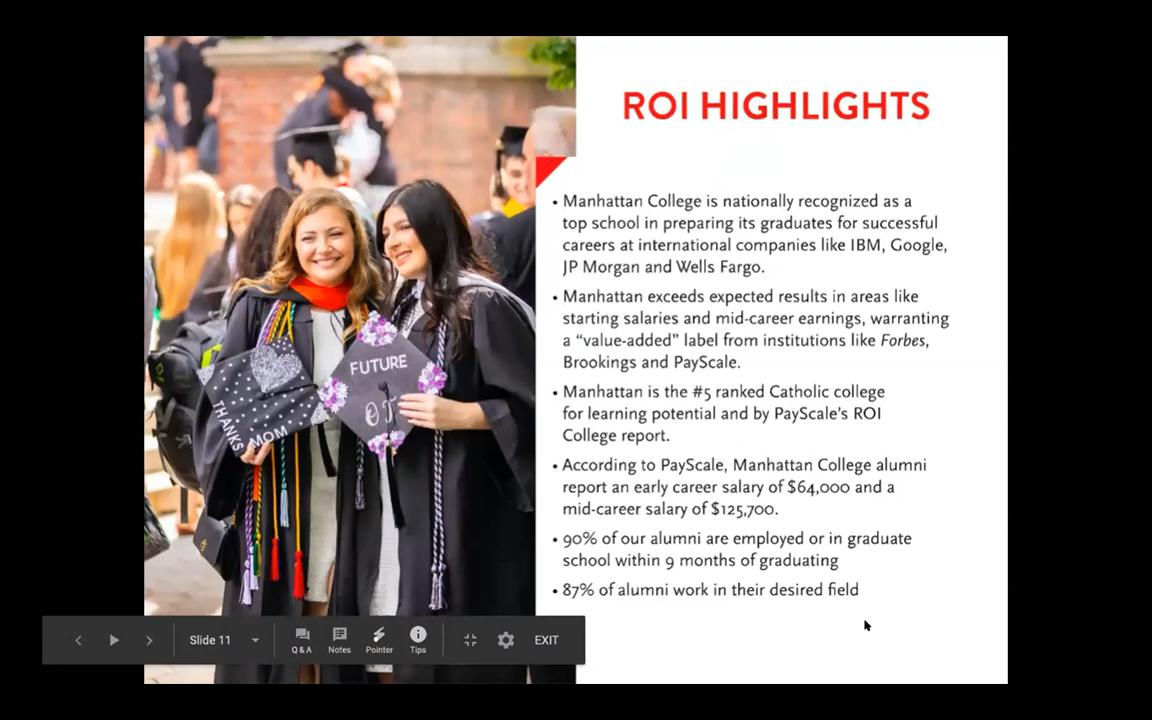 ROI HIGHLIGHTS
• Manhattan College is nationally recognized as a
top school in preparing its graduates for successful
careers at international companies like IBM, Google,
JP Morgan and Wells Fargo.
• Manhattan exceeds expected results in areas like
starting salaries and mid-career earnings, warranting
a “value-added” label from institutions like Forbes,
Brookings and PayScale.
• Manhattan is the #5 ranked Catholic college
for learning potential and by PayScale’s ROI
College report.
• According to PayScale, Manhattan College alumni
report an early career salary of $64,000 and a
mid-career salary of $125,700.
• 90% of our alumni are employed or in graduate
school within 9 months of graduating
• 87% of alumni work in their desired field
THANKS
MOM
FUTURE
OT
Slide 11
Q & A
Notes
Pointer
Tips
EXIT